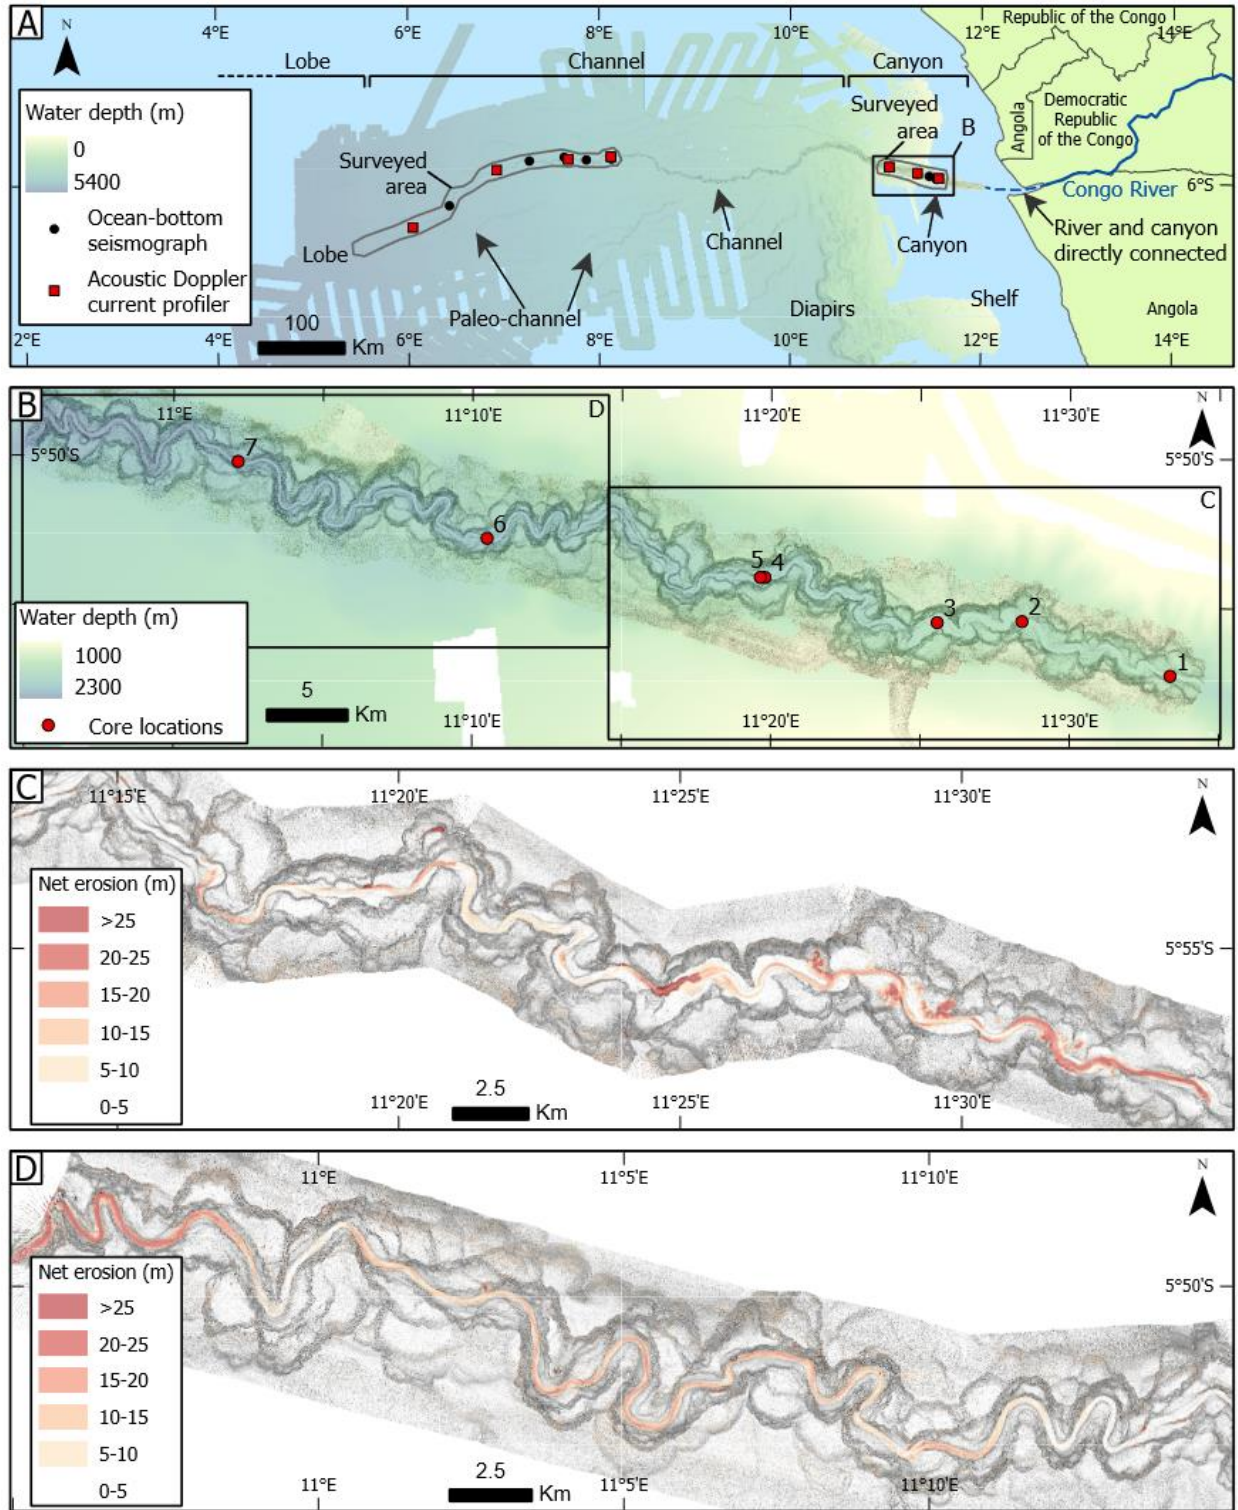 A
N
4°E
6°E
8°E
10°E
12°E
14°E
Republic of the Congo
Lobe
Channel
Canyon
Water depth (m)
0
5400
Ocean-bottom
seismograph
Acoustic Doppler
current profiler
Surveyed
area
Surveyed
area
B
Angola
Democratic
Republic
of the Congo
6°S
Congo River
River and canyon
directly connected
Lobe
Channel
Canyon
Paleo-channel
Diapirs
Shelf
Angola
100
Km
2°E
4°E
6°E
8°E
10°E
12°E
14°E
B
11°E
11°10'E
D
11°20'E
11°30'E
N
5°50'S
5°50'S
7
6
C
5
4
3
2
1
Water depth (m)
1000
2300
Core locations
5
Km
11°10'E
11°20'E
11°30'E
C
11°15'E
11°20'E
11°25'E
11°30'E
N
Net erosion (m)
>25
20-25
15-20
10-15
5-10
0-5
5°55'S
2.5
Km
11°20'E
11°25'E
11°30'E
D
11°E
11°5'E
11°10'E
N
5°50'S
Net erosion (m)
>25
20-25
15-20
10-15
5-10
0-5
2.5
Km
11°E
11°5'E
11°10'E